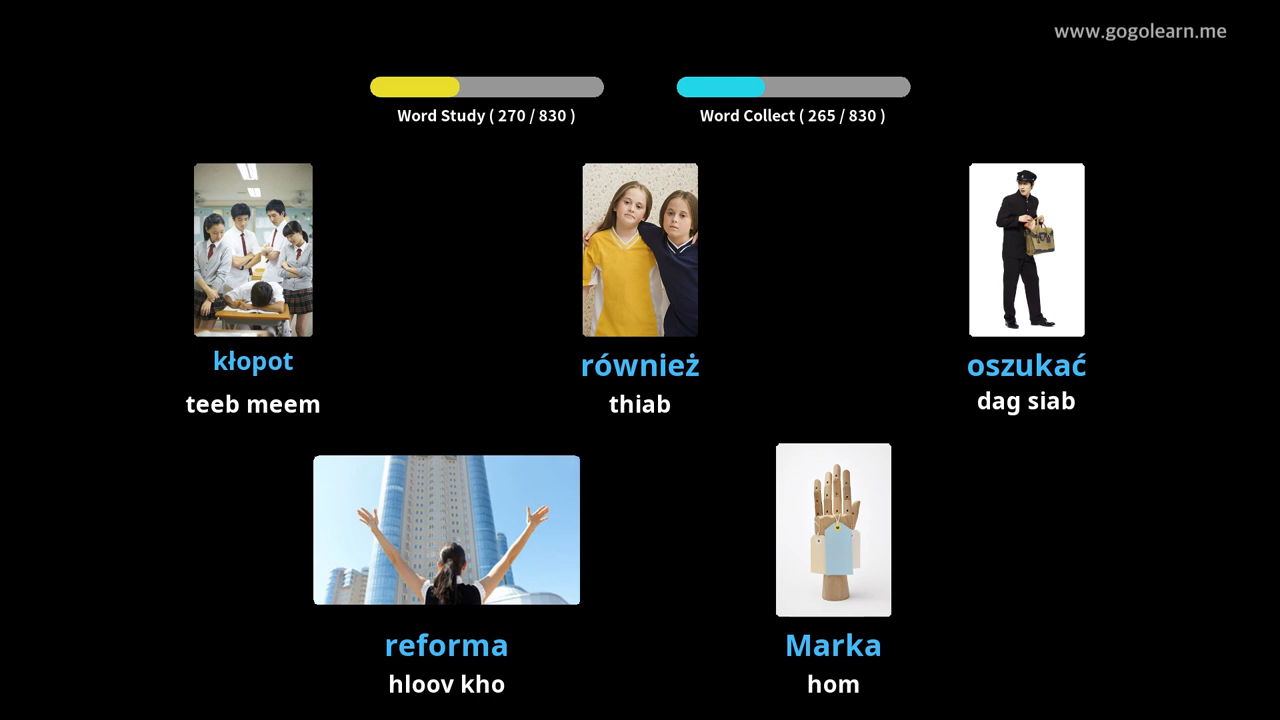 www.gogolearn.me
Word Study ( 270 / 830 )
Word Collect ( 265 / 830 )
kłopot
teeb meem
również
thiab
oszukać
dag siab
reforma
hloov kho
Marka
hom